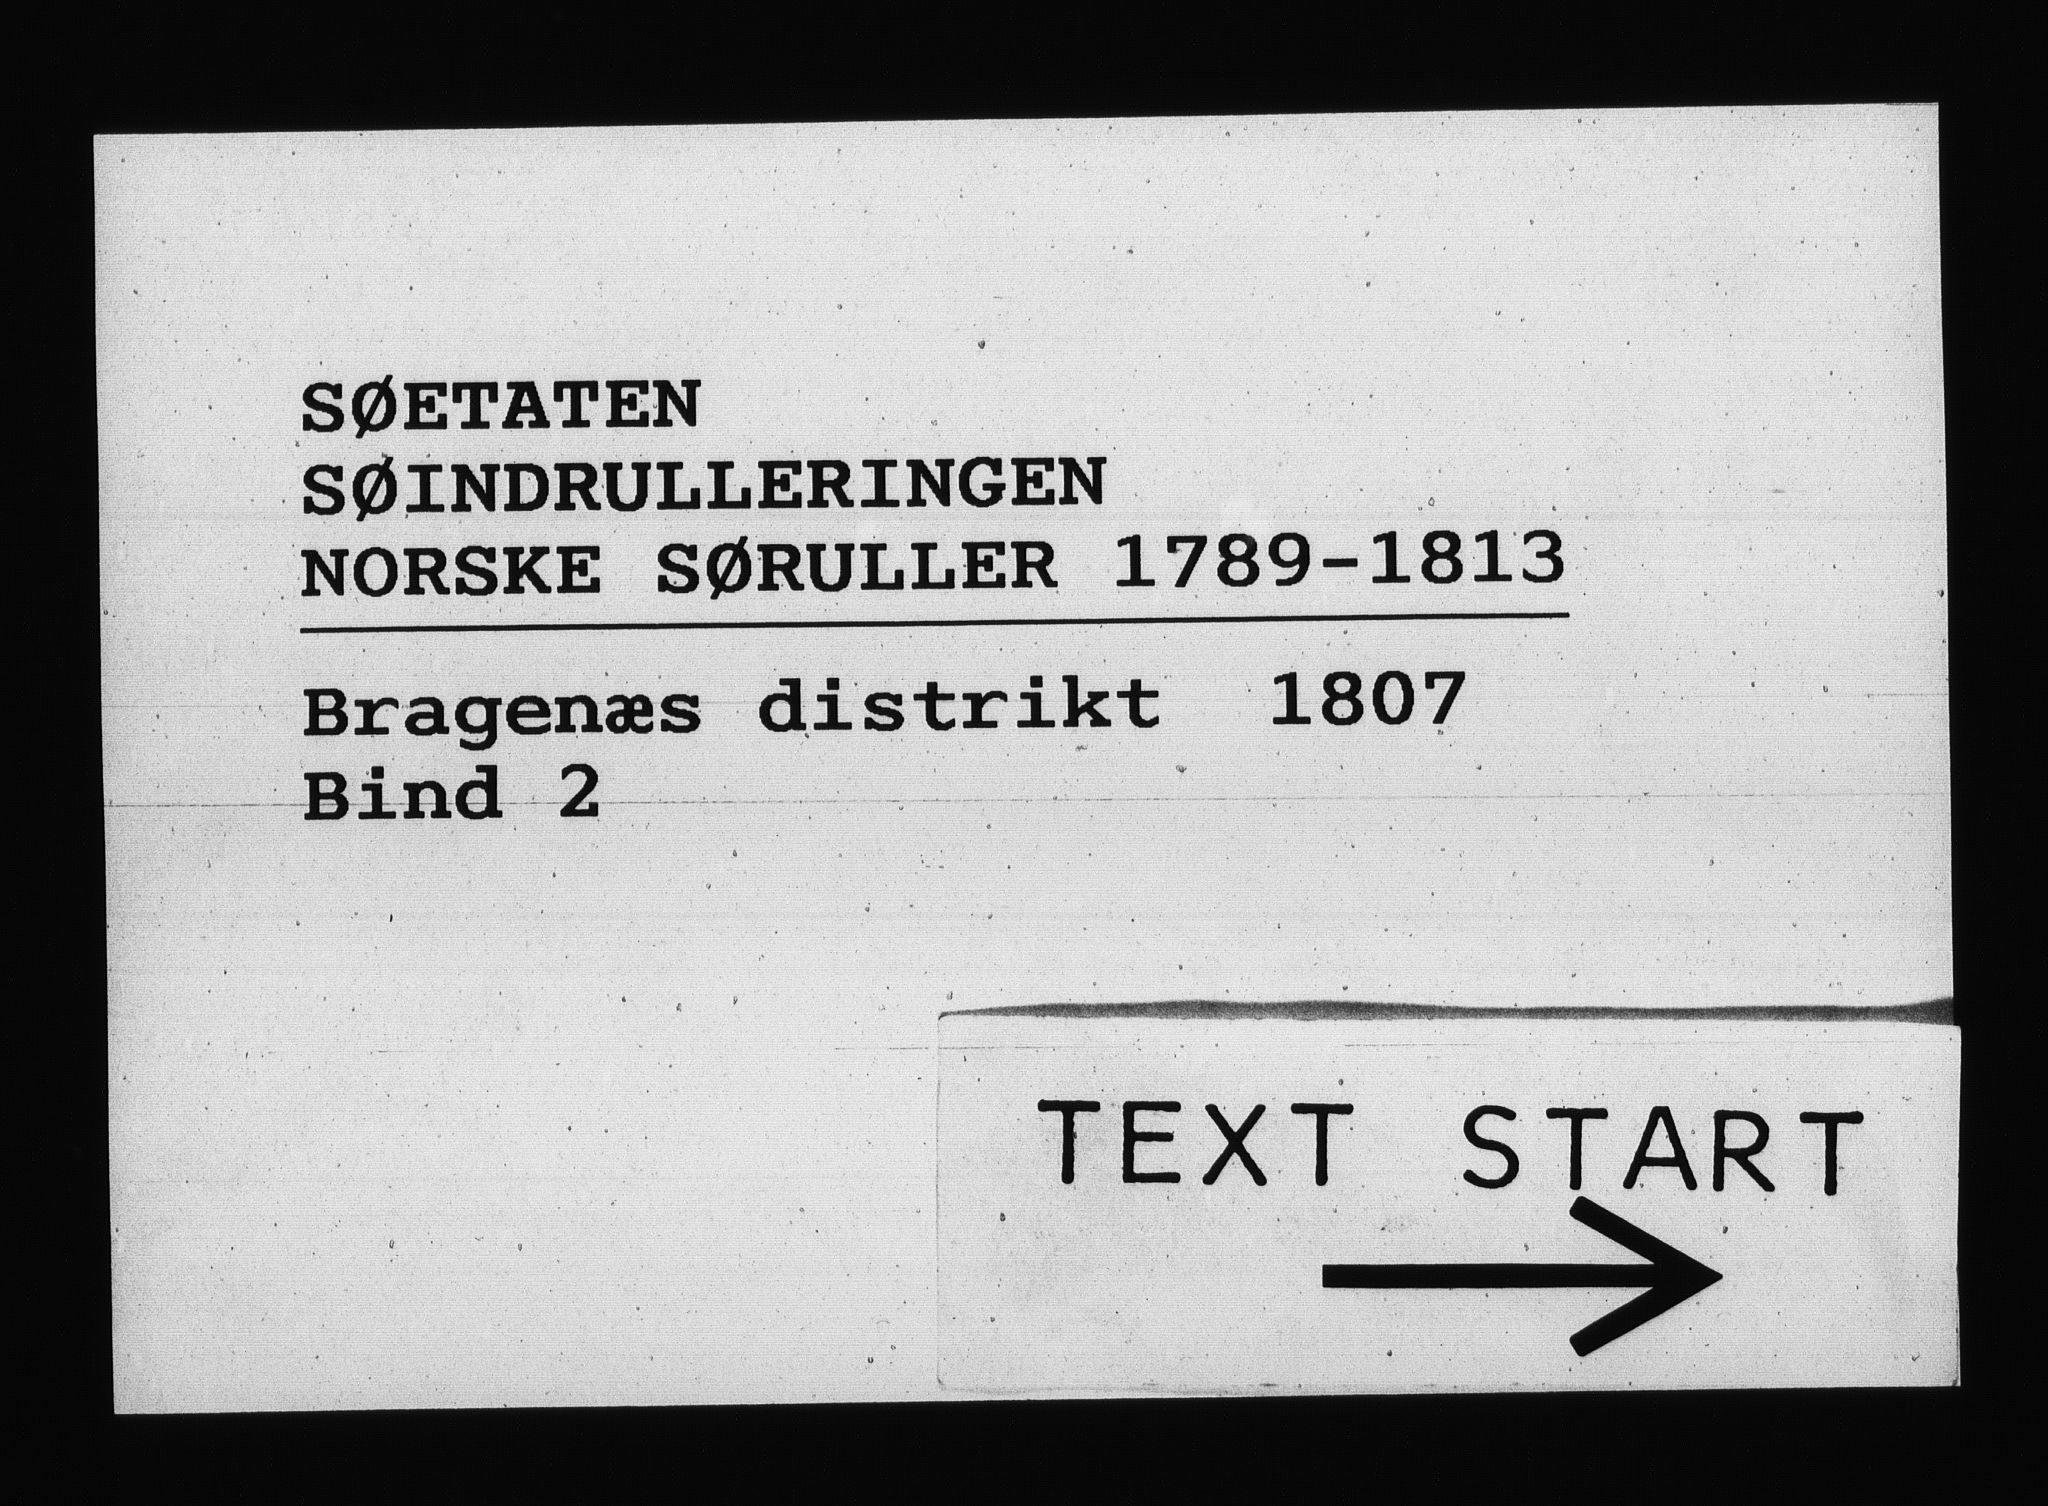 SØETATEN
SØINDRULLERINGEN
NORSKE SØRULLER 1789-1813
Bragenæs distrikt 1807
Bind 2
TEXT START